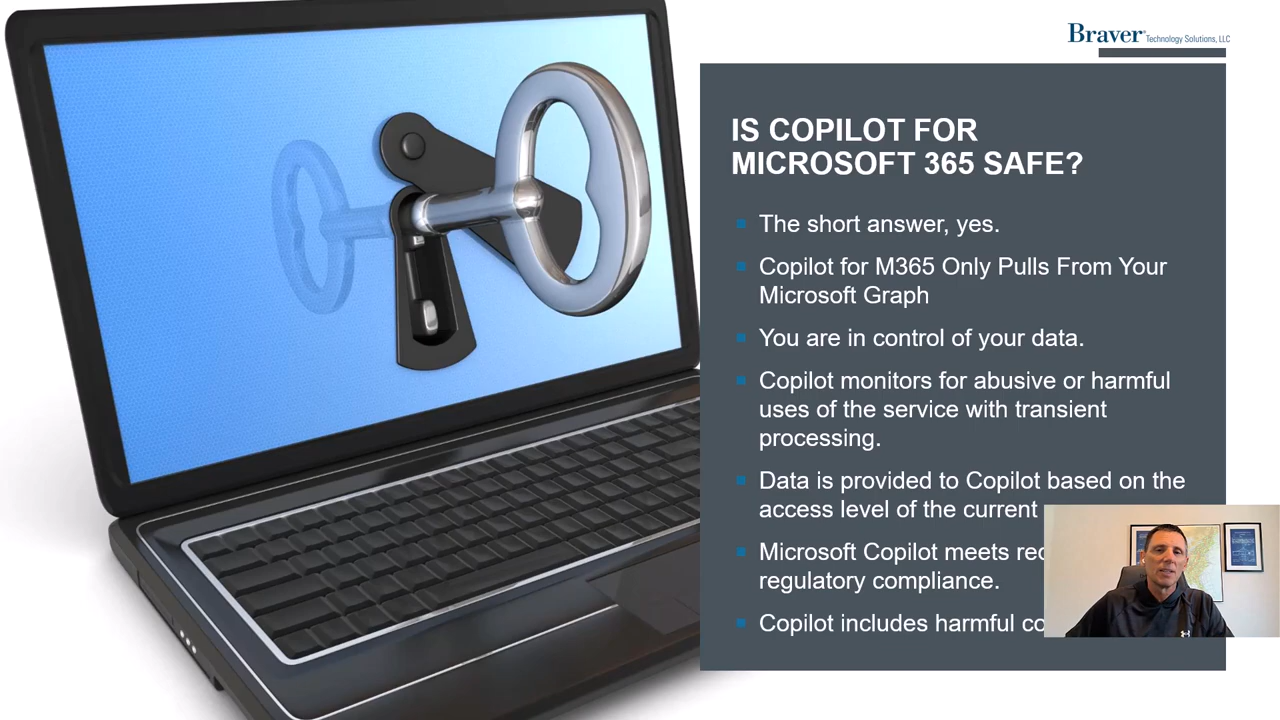 Braver Technology Solutions, LLC
IS COPILOT FOR
MICROSOFT 365 SAFE?
The short answer, yes.
Copilot for M365 Only Pulls From Your
Microsoft Graph
You are in control of your data.
Copilot monitors for abusive or harmful
uses of the service with transient
processing.
Data is provided to Copilot based on the
access level of the current
Microsoft Copilot meets
regulatory compliance.
Copilot includes harmful